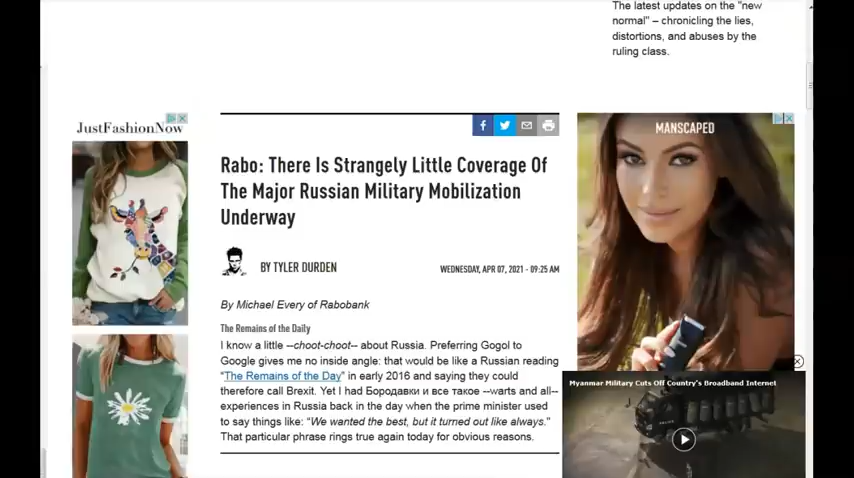 The latest updates on the "new
normal" – chronicling the lies,
distortions, and abuses by the
ruling class.
JustFashionNow
MANSCAPED
Rabo: There Is Strangely Little Coverage Of
The Major Russian Military Mobilization
Underway
BY TYLER DURDEN
WEDNESDAY, APR 07, 2021 - 09:25 AM
By Michael Every of Rabobank
The Remains of the Daily
I know a little --choot-choot-- about Russia. Preferring Gogol to
Google gives me no inside angle: that would be like a Russian reading
"The Remains of the Day" in early 2016 and saying they could
therefore call Brexit. Yet I had Бородавки и все такое --warts and all--
experiences in Russia back in the day when the prime minister used
to say things like: "We wanted the best, but it turned out like always."
That particular phrase rings true again today for obvious reasons.
Myanmar Military Cuts Off Country's Broadband Internet